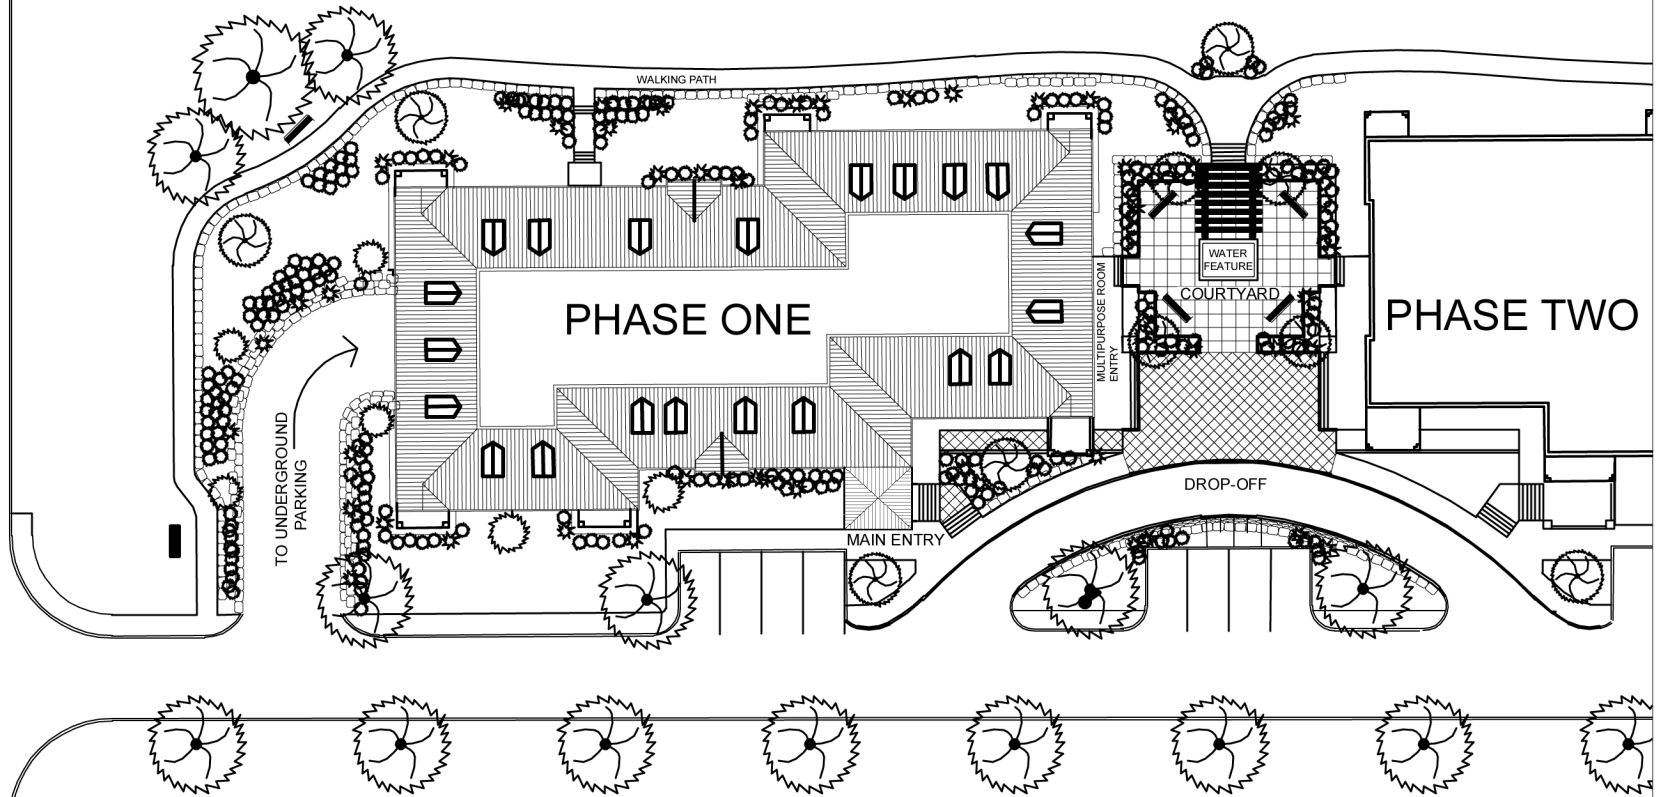 WALKING PATH
WATER
FEATURE
COURTYARD
PHASE ONE
PHASE TWO
MULTIPURPOSE ROOM
ENTRY
TO UNDERGROUND
PARKING
DROP-OFF
MAIN ENTRY